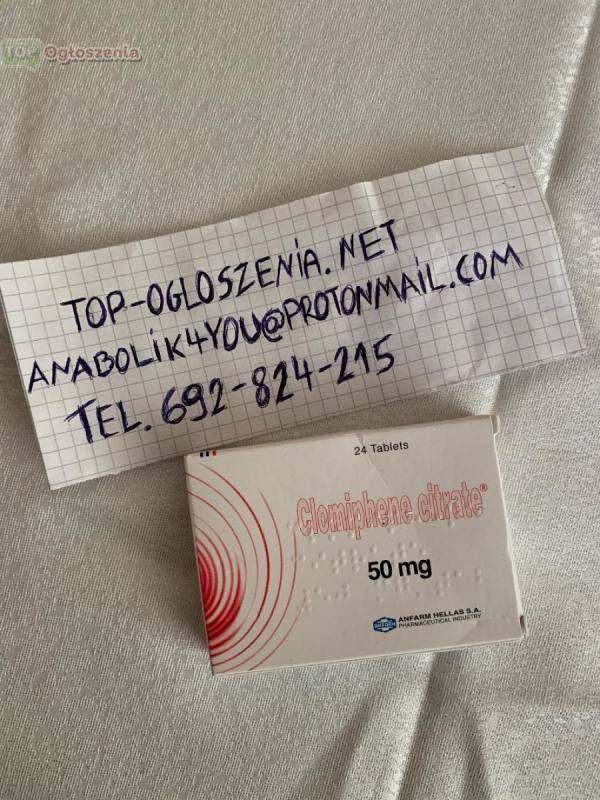 TOP Ogłoszenia
TOP-OGLOSZENIA.NET
ANABOLIK4YOU@PROTONMAIL.COM
TEL. 692-824-215
24 Tablets
Clomiphene citrate®
50 mg
ANFARM HELLAS S.A.
PHARMACEUTICAL INDUSTRY